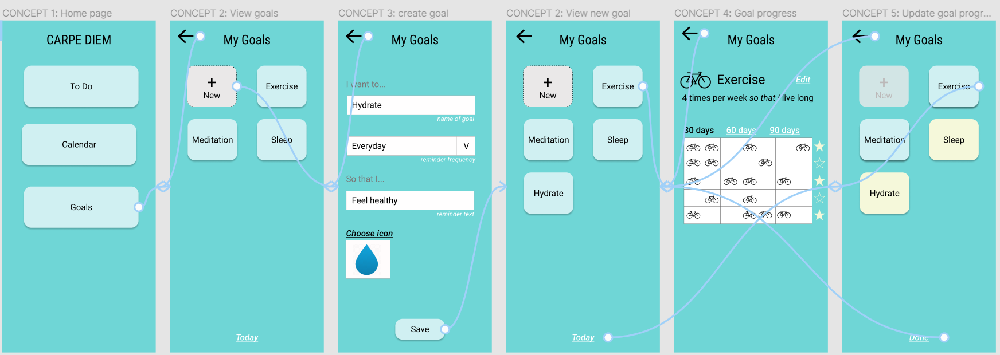 CONCEPT 1: Home page
CARPE DIEM
To Do
Calendar
Goals
CONCEPT 2: View goals
My Goals
+
New
Exercise
Meditation
Sleep
Today
CONCEPT 3: create goal
My Goals
I want to...
Hydrate
name of goal
Everyday
V
reminder frequency
So that I...
Feel healthy
reminder text
Choose icon
Save
CONCEPT 2: View new goal
My Goals
+
New
Exercise
Meditation
Sleep
Hydrate
Today
CONCEPT 4: Goal progress
My Goals
Exercise
Edit
4 times per week so that I live long
30 days
60 days
90 days
CONCEPT 5: Update goal progr...
My Goals
+
New
Exercise
Meditation
Sleep
Hydrate
Done